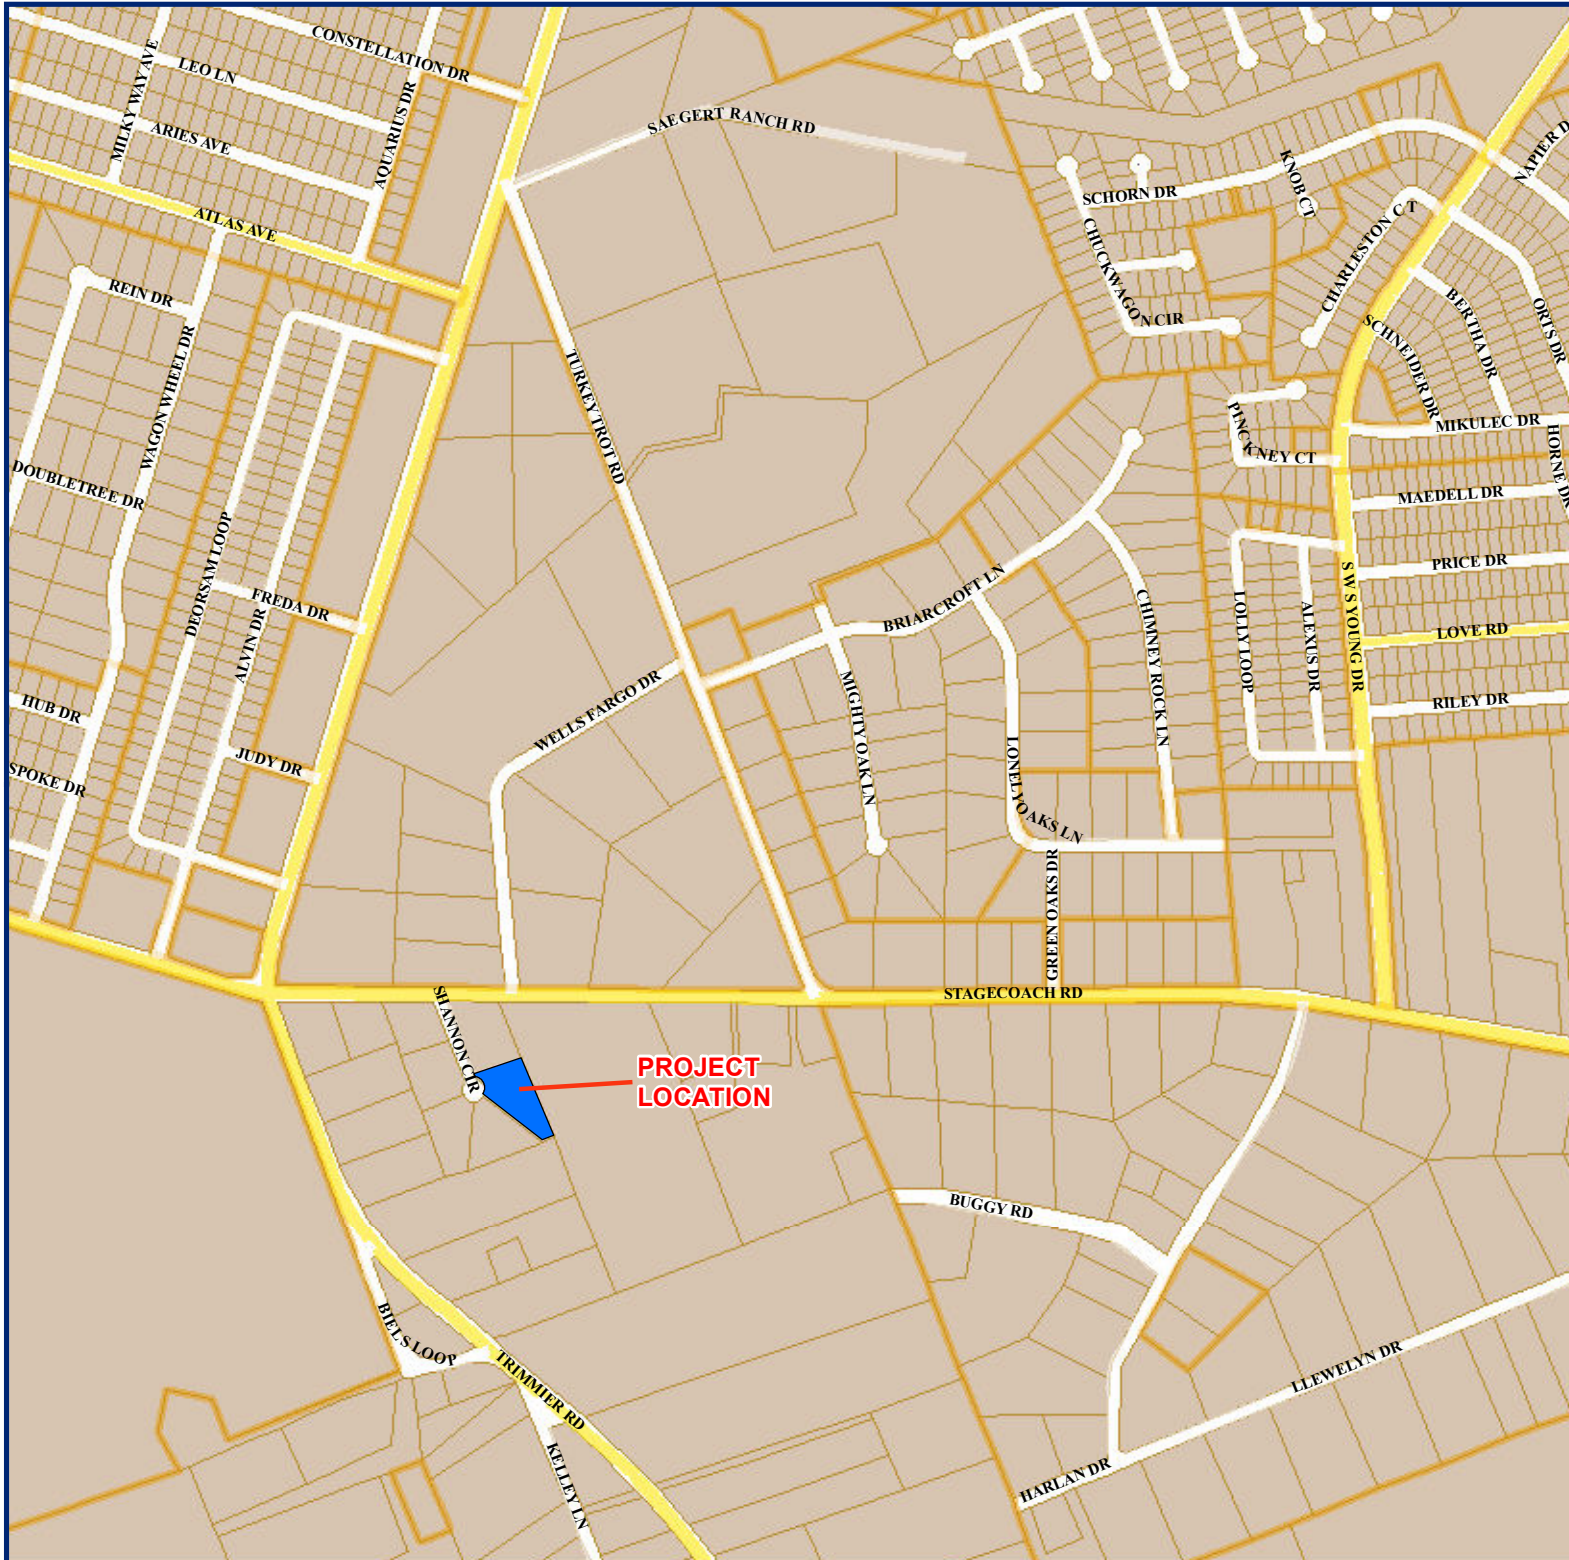 CONSTELLATION DR
LEO LN
MILKY WAY AVE
ARIES AVE
AQUARIUS DR
SAEGERT RANCH RD
ATLAS AVE
SCHORN DR
KNOB CT
NAPIER D
CHARLESTON CT
CHUCKWAGON CIR
REIN DR
BERTHA DR
ORTS DR
SCHNEIDER DR
WAGON WHEEL DR
TURKEY TROT RD
PINCKNEY CT
MIKULEC DR
HORNE DR
DOUBLETREE DR
MAEDELL DR
DEORSAM LOOP
FREDA DR
ALVIN DR
BRIARCROFT LN
CHIMNEY ROCK LN
LOLLY LOOP
ALEXUS DR
S W S YOUNG DR
PRICE DR
LOVE RD
RILEY DR
HUB DR
WELLS FARGO DR
MIGHTY OAK LN
LONELY OAKS LN
JUDY DR
SPOKE DR
GREEN OAKS DR
STAGECOACH RD
SHANNON CIR
PROJECT
LOCATION
BUGGY RD
BIELS LOOP
TRIMMIER RD
LLEWELYN DR
KELLEY LN
HARLAN DR